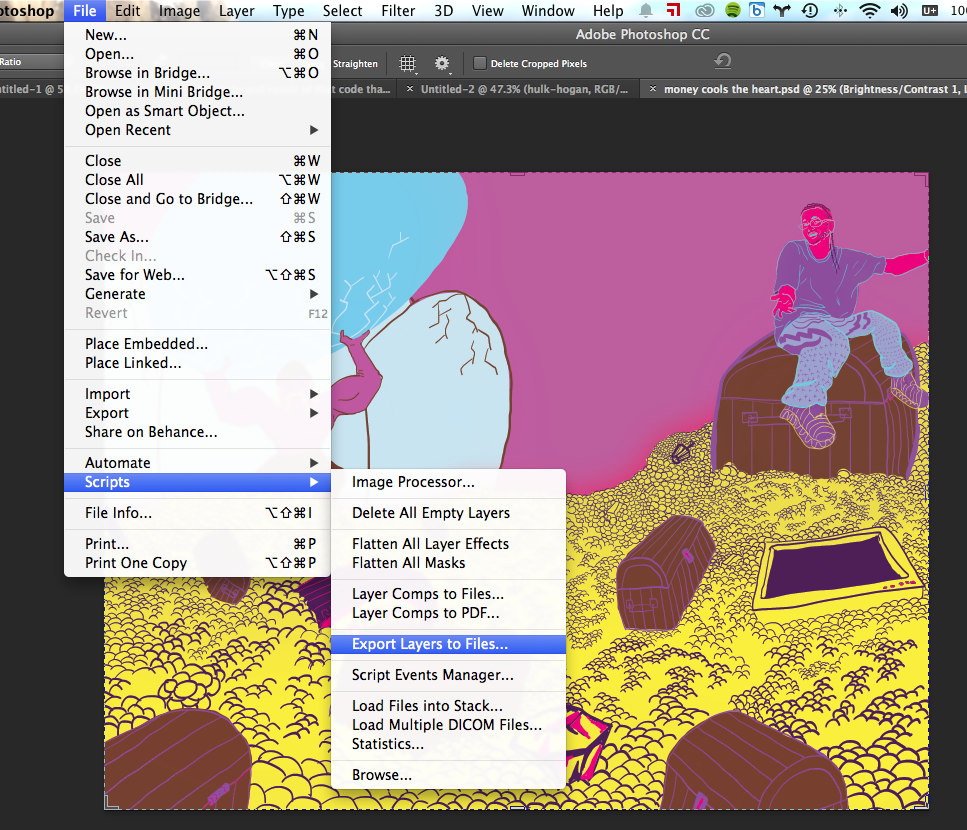 otoshop File Edit Image Layer Type Select Filter 3D View Window Help
Adobe Photoshop CC
Ratio Straighten Delete Cropped Pixels
ntitled-1 @ 5 code tha... × Untitled-2 @ 47.3% (hulk-hogan, RGB/... × money cools the heart.psd @ 25% (Brightness/Contrast 1, L
New... ⌘N
Open... ⌘O
Browse in Bridge... ⌥⌘O
Browse in Mini Bridge...
Open as Smart Object...
Open Recent ▶
Close ⌘W
Close All ⌥⌘W
Close and Go to Bridge... ⇧⌘W
Save ⌘S
Save As... ⇧⌘S
Check In...
Save for Web... ⌥⇧⌘S
Generate ▶
Revert F12
Place Embedded...
Place Linked...
Import ▶
Export ▶
Share on Behance...
Automate ▶
Scripts ▶
File Info... ⌥⇧⌘I
Print... ⌘P
Print One Copy ⌥⇧⌘P
Image Processor...
Delete All Empty Layers
Flatten All Layer Effects
Flatten All Masks
Layer Comps to Files...
Layer Comps to PDF...
Export Layers to Files...
Script Events Manager...
Load Files into Stack...
Load Multiple DICOM Files...
Statistics...
Browse...